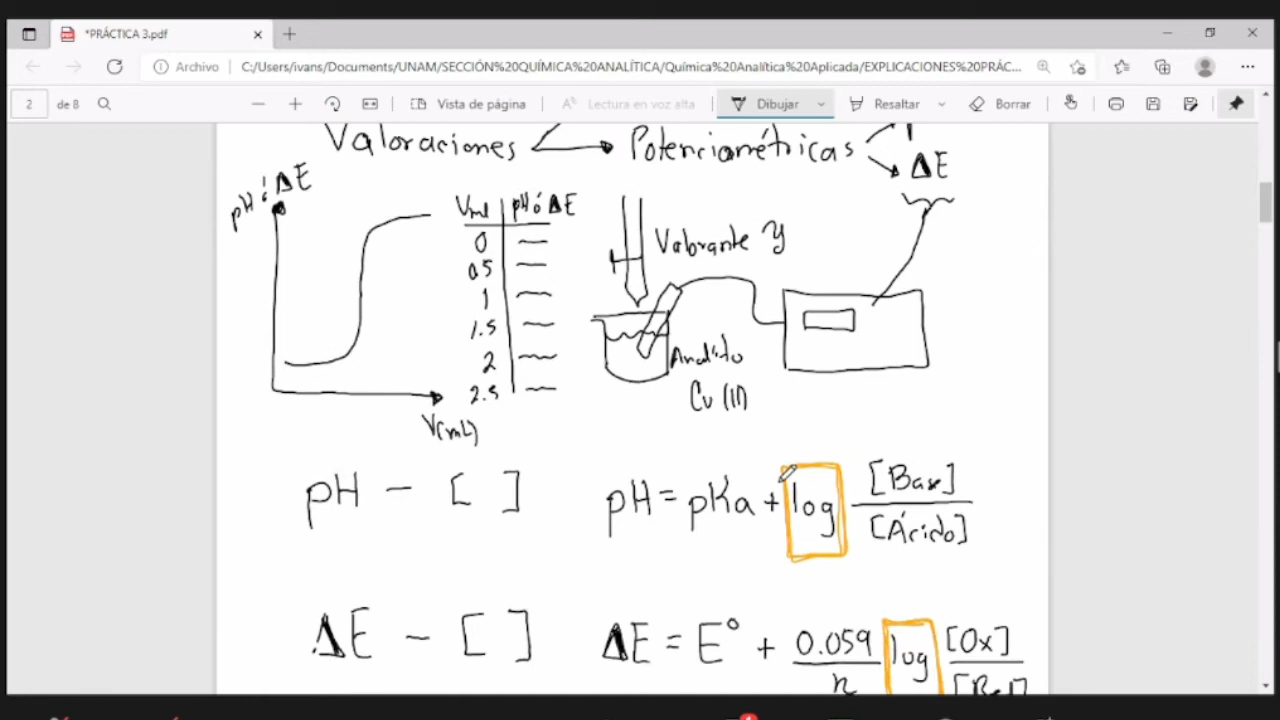 *PRÁCTICA 3.pdf
Archivo C:/Users/ivans/Documents/UNAM/SECCIÓN%20QUÍMICA%20ANALÍTICA/Química%20Analítica%20Aplicada/EXPLICACIONES%20PRÁC...
2 de 8 Vista de página Lectura en voz alta Dibujar Resaltar Borrar
Valoraciones Potenciométricas
ΔE
pH ó ΔE
Vml pH ó ΔE
0
0.5
1
1.5
2
2.5
V(mL)
Valorante Y
Analito
Cu (II)
pH - [ ] pH = pKa + log [Base] / [Ácido]
ΔE - [ ] ΔE = E° + 0.059 / n log [Ox] / [Red]